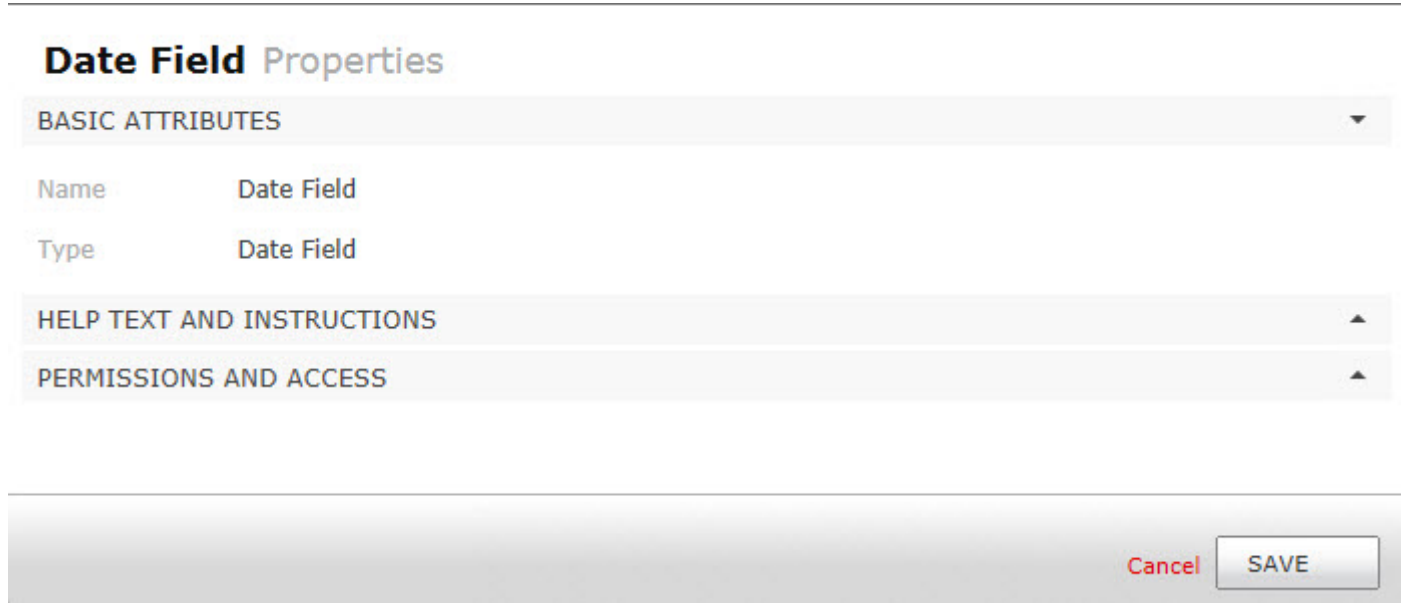 Date Field Properties
BASIC ATTRIBUTES
Name Date Field
Type Date Field
HELP TEXT AND INSTRUCTIONS
PERMISSIONS AND ACCESS
Cancel SAVE